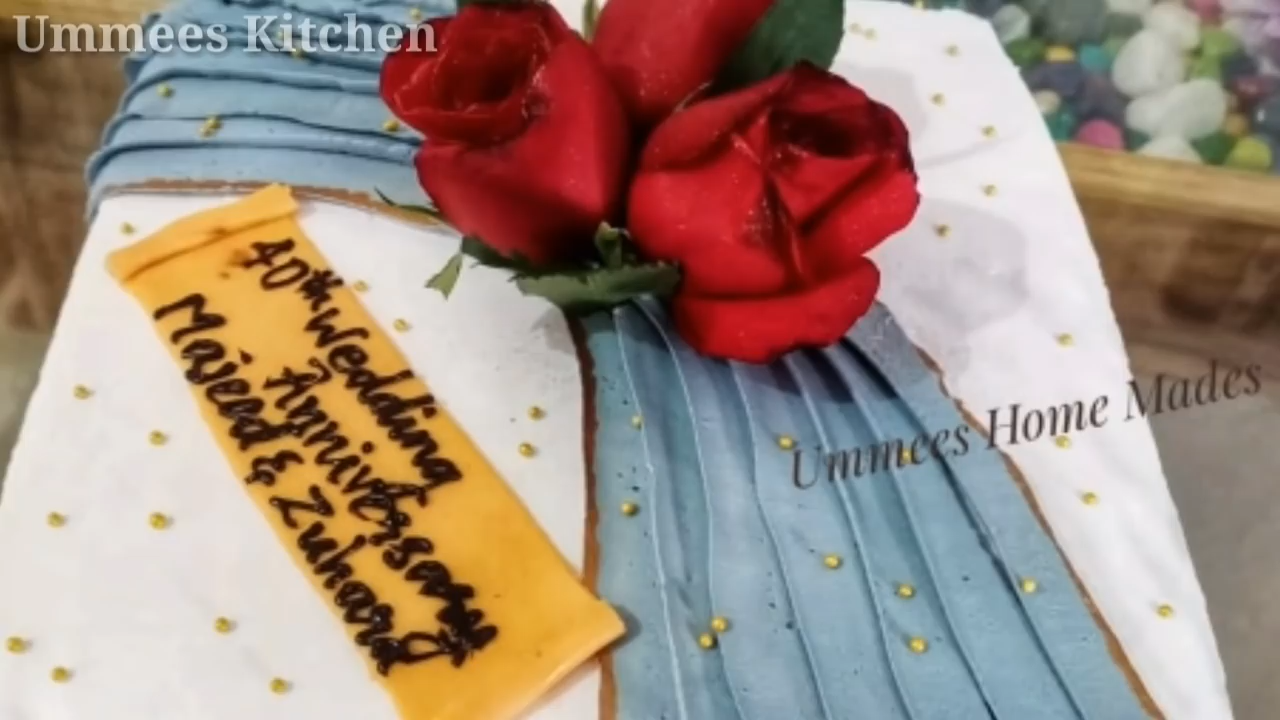 Ummees Kitchen
40th Wedding
Anniversary
Majeed & Zuhara
Ummees Home Mades